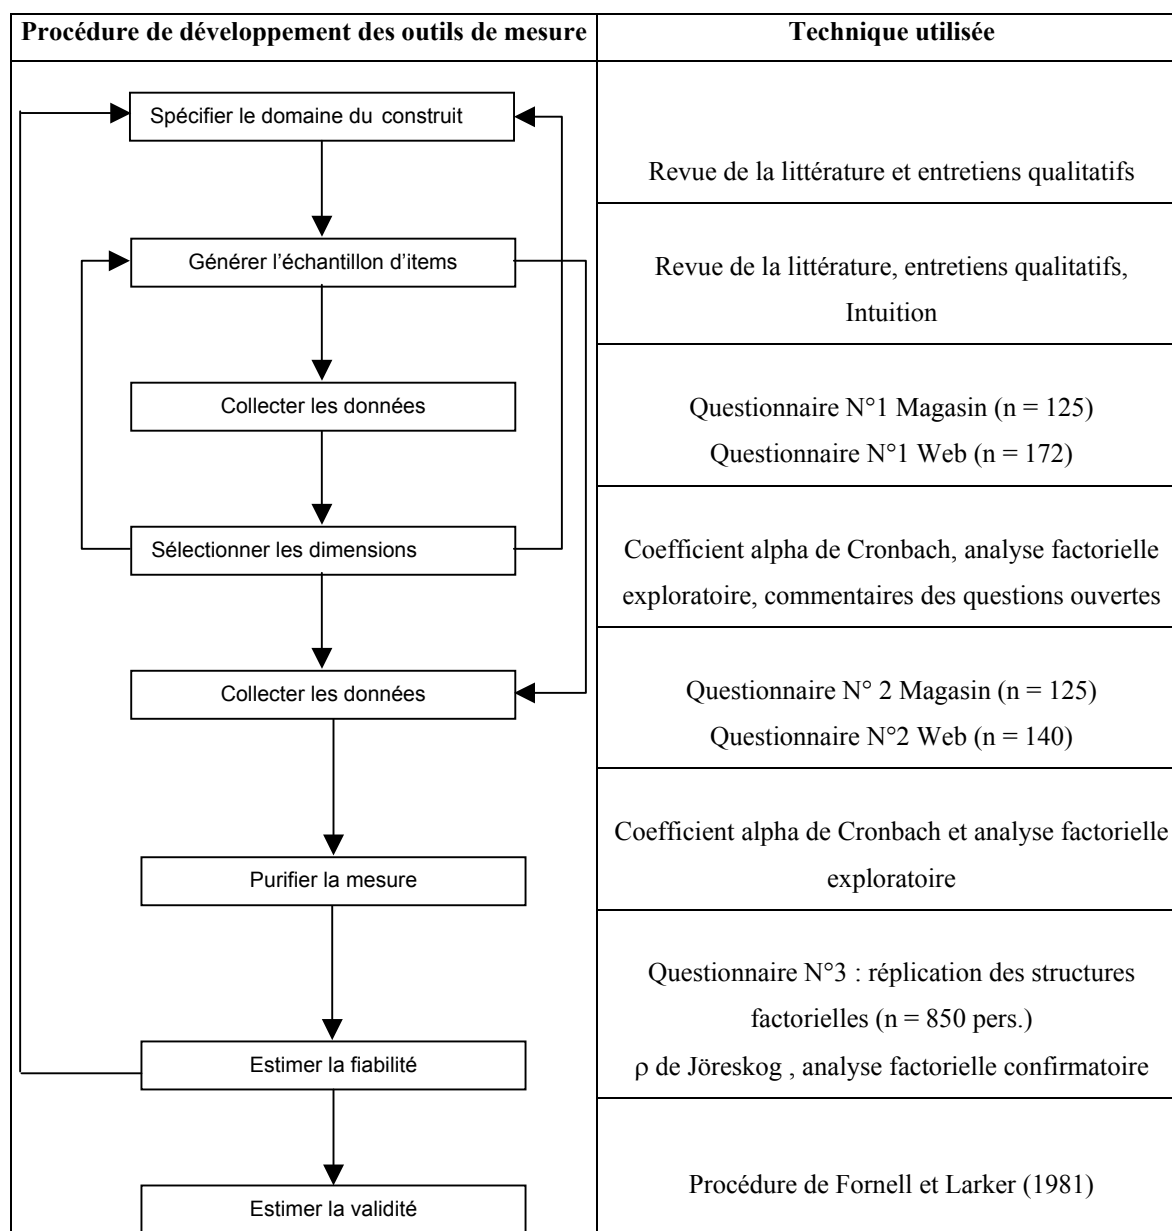 Procédure de développement des outils de mesure
Technique utilisée
Spécifier le domaine du construit
Revue de la littérature et entretiens qualitatifs
Générer l'échantillon d'items
Revue de la littérature, entretiens qualitatifs,
Intuition
Collecter les données
Questionnaire N°1 Magasin (n = 125)
Questionnaire N°1 Web (n = 172)
Sélectionner les dimensions
Coefficient alpha de Cronbach, analyse factorielle
exploratoire, commentaires des questions ouvertes
Collecter les données
Questionnaire N° 2 Magasin (n = 125)
Questionnaire N°2 Web (n = 140)
Purifier la mesure
Coefficient alpha de Cronbach et analyse factorielle
exploratoire
Estimer la fiabilité
Questionnaire N°3 : réplication des structures
factorielles (n = 850 pers.)
ρ de Jöreskog , analyse factorielle confirmatoire
Estimer la validité
Procédure de Fornell et Larker (1981)